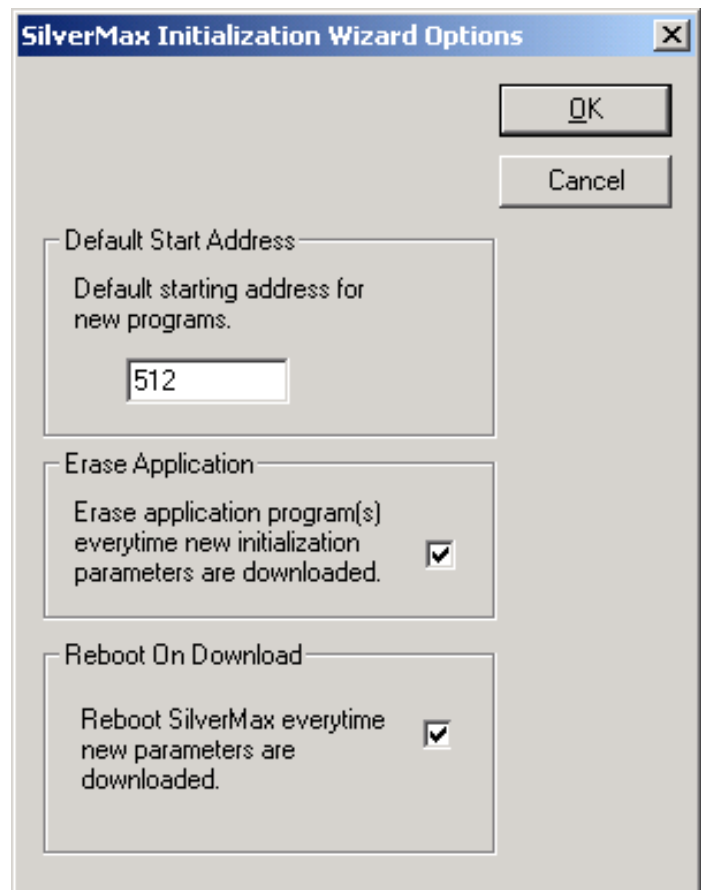 SilverMax Initialization Wizard Options
OK
Cancel
Default Start Address
Default starting address for
new programs.
512
Erase Application
Erase application program(s)
everytime new initialization
parameters are downloaded.
Reboot On Download
Reboot SilverMax everytime
new parameters are
downloaded.